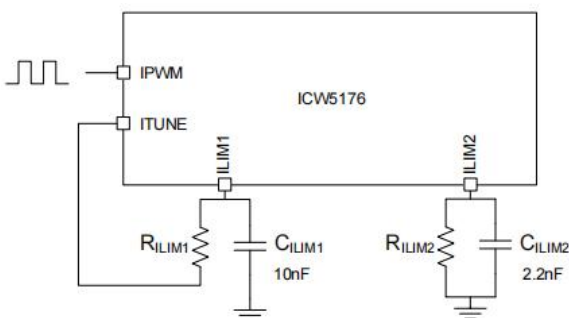 IPWM
ICW5176
ITUNE
ILIM1
ILIM2
RILIM1
CILIM1
RILIM2
CILIM2
10nF
2.2nF